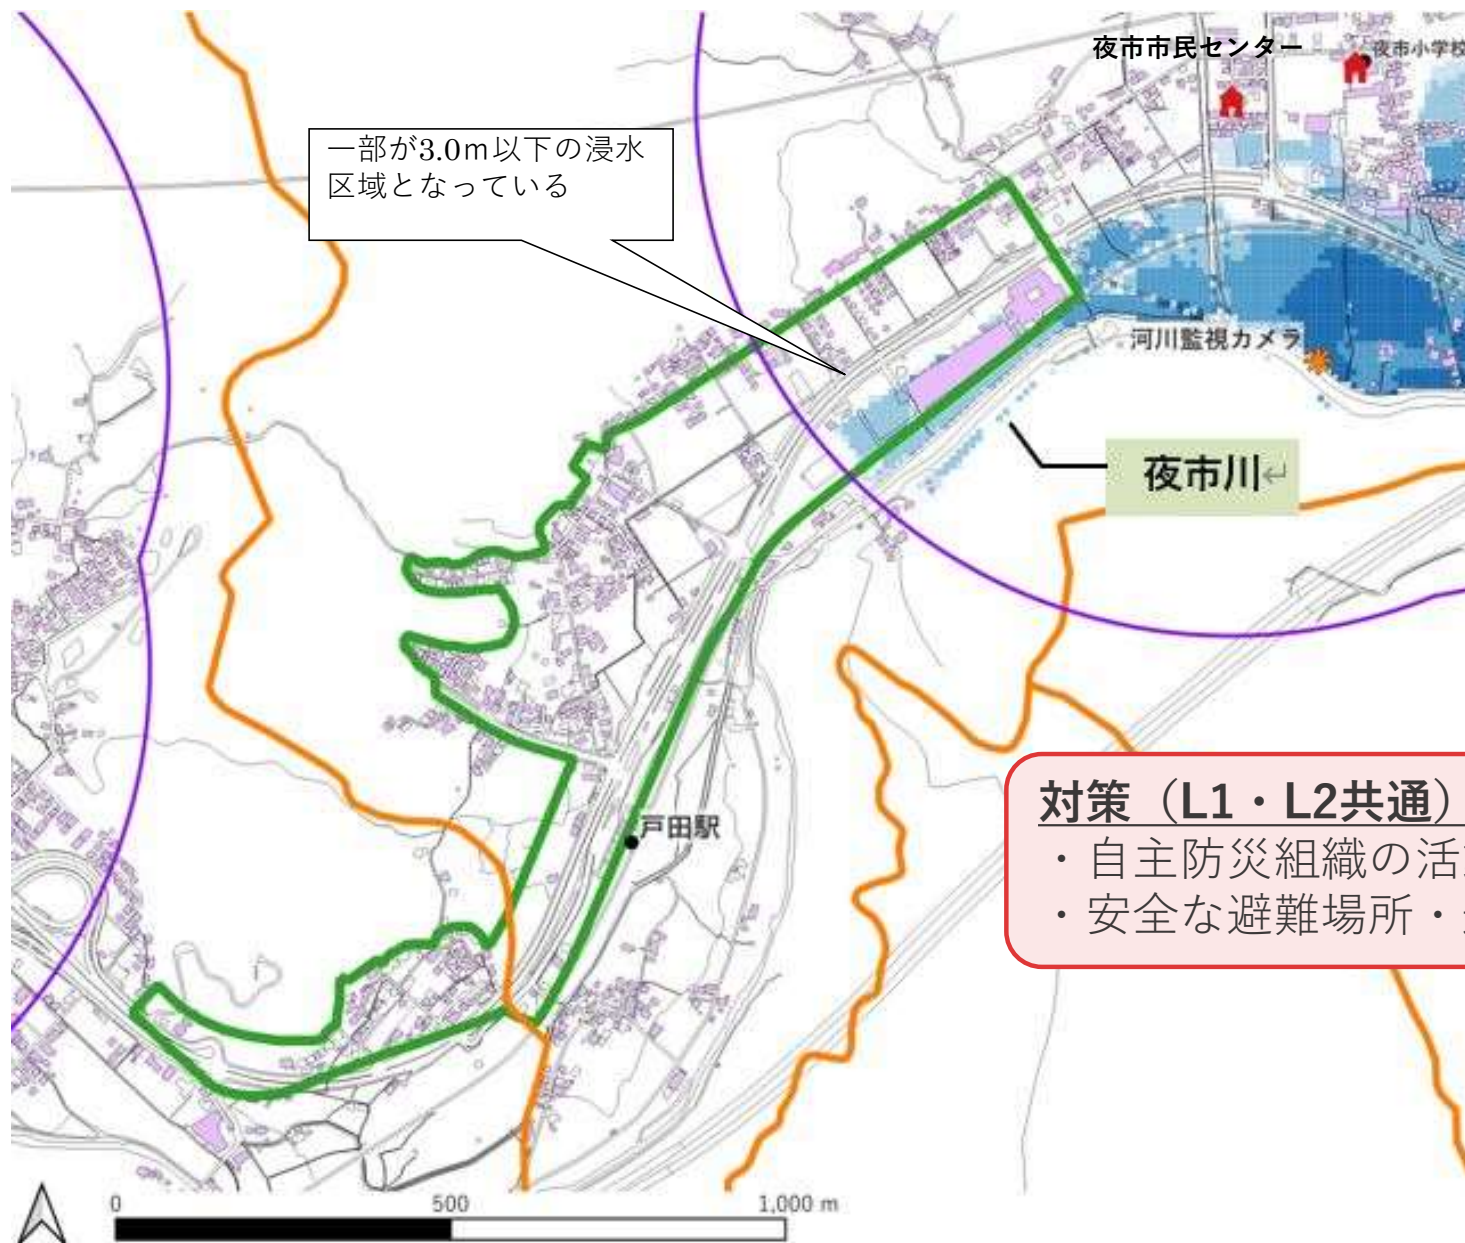 夜市市民センター
夜市小学校
一部が3.0m以下の浸水
区域となっている
河川監視カメラ
夜市川↵
対策（L1・L2共通）
・自主防災組織の活
・安全な避難場所・
戸田駅
0 500 1,000 m